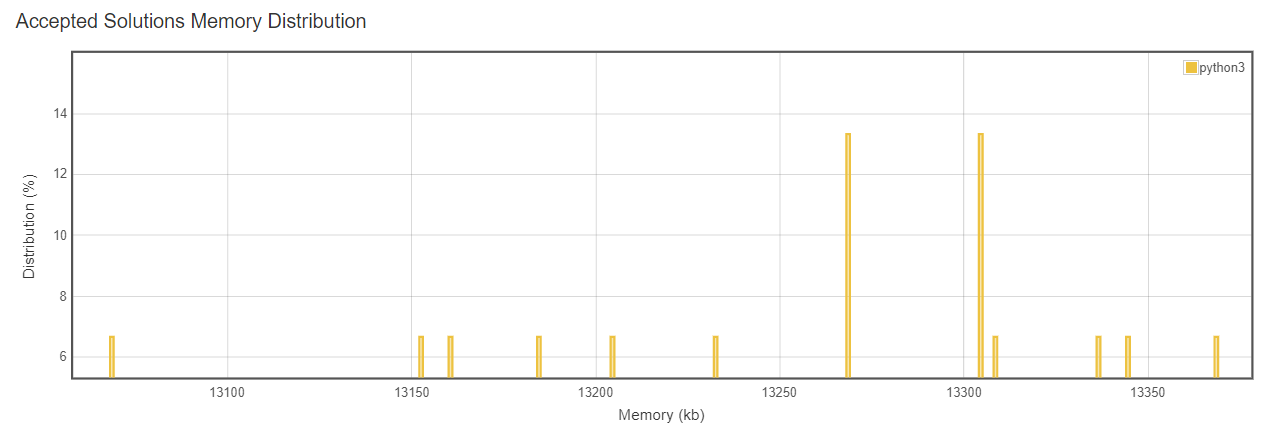 Accepted Solutions Memory Distribution
python3
14
12
10
8
6
Distribution (%)
13100 13150 13200 13250 13300 13350
Memory (kb)